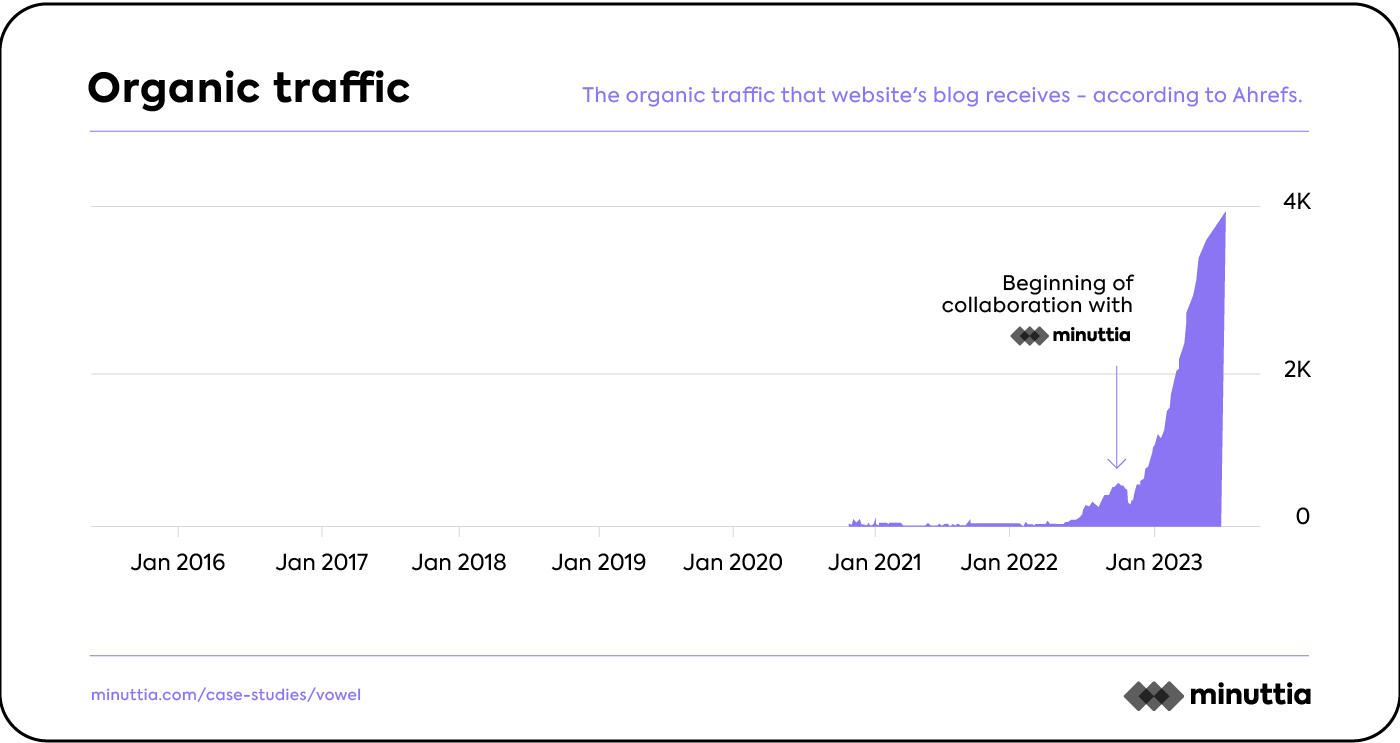 Organic traffic
The organic traffic that website's blog receives - according to Ahrefs.
4K
Beginning of
collaboration with
minuttia
2K
0
Jan 2016
Jan 2017
Jan 2018
Jan 2019
Jan 2020
Jan 2021
Jan 2022
Jan 2023
minuttia.com/case-studies/vowel
minuttia